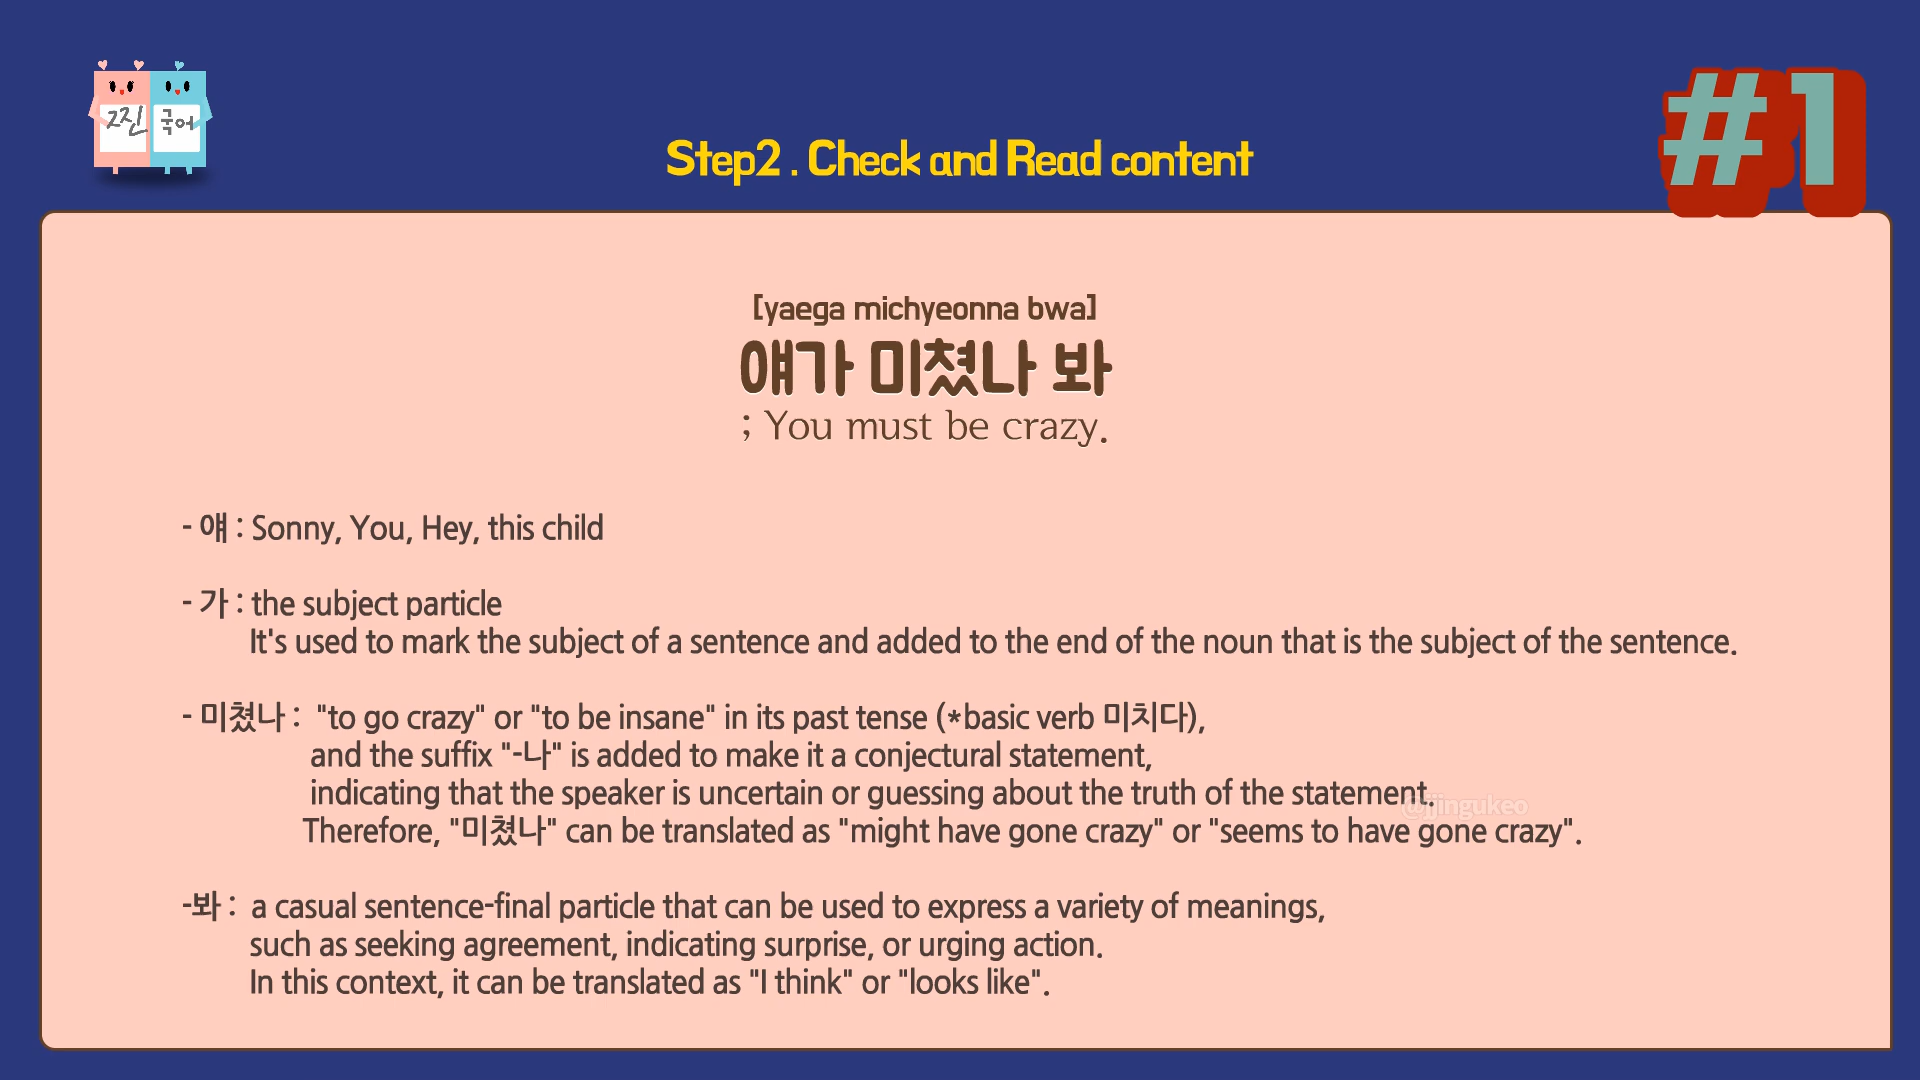 2진
국어
#1
Step2 . Check and Read content
[yaega michyeonna bwa]
얘가 미쳤나 봐
; You must be crazy.
- 얘 : Sonny, You, Hey, this child
- 가 : the subject particle
It's used to mark the subject of a sentence and added to the end of the noun that is the subject of the sentence.
- 미쳤나 : "to go crazy" or "to be insane" in its past tense (*basic verb 미치다),
and the suffix "-나" is added to make it a conjectural statement,
indicating that the speaker is uncertain or guessing about the truth of the statement.
@jjingukeo
Therefore, "미쳤나" can be translated as "might have gone crazy" or "seems to have gone crazy".
-봐 : a casual sentence-final particle that can be used to express a variety of meanings,
such as seeking agreement, indicating surprise, or urging action.
In this context, it can be translated as "I think" or "looks like".